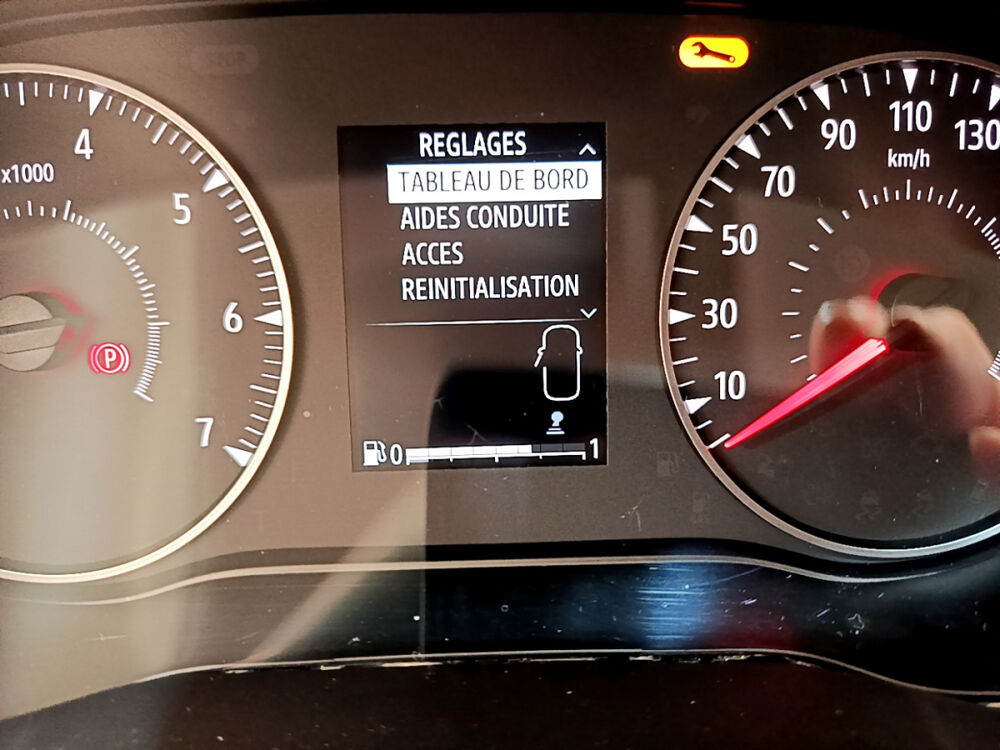 REGLAGES
TABLEAU DE BORD
AIDES CONDUITE
ACCES
REINITIALISATION
0 1
4
x1000
5
6
7
P
10
30
50
70
90
110
130
km/h